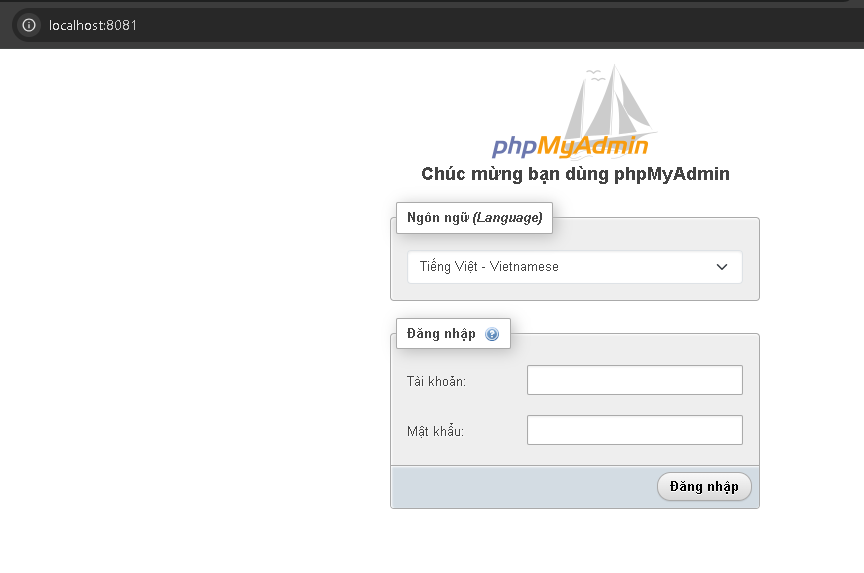 localhost:8081
phpMyAdmin
Chúc mừng bạn dùng phpMyAdmin
Ngôn ngữ (Language)
Tiếng Việt - Vietnamese
Đăng nhập
Tài khoản:
Mật khẩu:
Đăng nhập